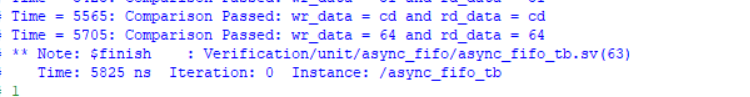 # Time = 5565: Comparison Passed: wr_data = cd and rd_data = cd
# Time = 5705: Comparison Passed: wr_data = 64 and rd_data = 64
# ** Note: $finish    : Verification/unit/async_fifo/async_fifo_tb.sv(63)
#    Time: 5825 ns  Iteration: 0  Instance: /async_fifo_tb
# 1